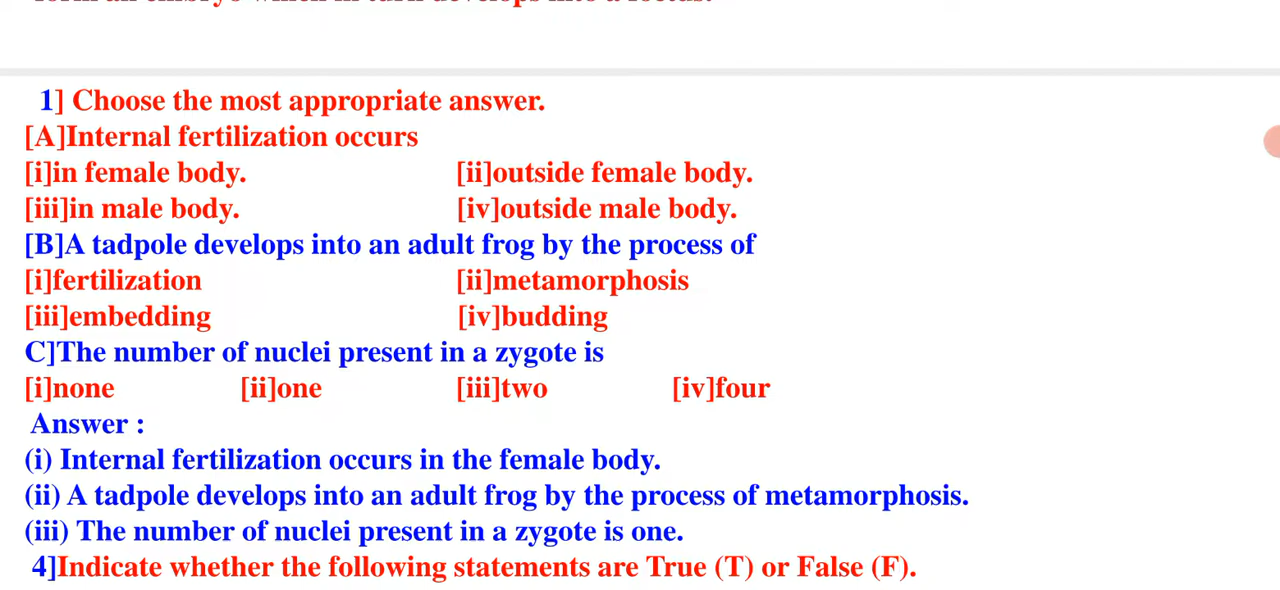 1] Choose the most appropriate answer.
[A]Internal fertilization occurs
[i]in female body. [ii]outside female body.
[iii]in male body. [iv]outside male body.
[B]A tadpole develops into an adult frog by the process of
[i]fertilization [ii]metamorphosis
[iii]embedding [iv]budding
C]The number of nuclei present in a zygote is
[i]none [ii]one [iii]two [iv]four
Answer :
(i) Internal fertilization occurs in the female body.
(ii) A tadpole develops into an adult frog by the process of metamorphosis.
(iii) The number of nuclei present in a zygote is one.
4]Indicate whether the following statements are True (T) or False (F).